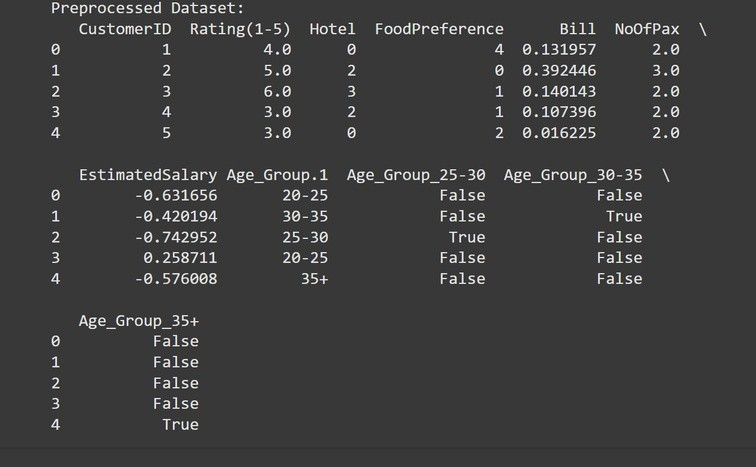 Preprocessed Dataset:
CustomerID Rating(1-5) Hotel FoodPreference Bill NoOfPax \
0 1 4.0 0 4 0.131957 2.0
1 2 5.0 2 0 0.392446 3.0
2 3 6.0 3 1 0.140143 2.0
3 4 3.0 2 1 0.107396 2.0
4 5 3.0 0 2 0.016225 2.0
EstimatedSalary Age_Group.1 Age_Group_25-30 Age_Group_30-35 \
0 -0.631656 20-25 False False
1 -0.420194 30-35 False True
2 -0.742952 25-30 True False
3 0.258711 20-25 False False
4 -0.576008 35+ False False
Age_Group_35+
0 False
1 False
2 False
3 False
4 True